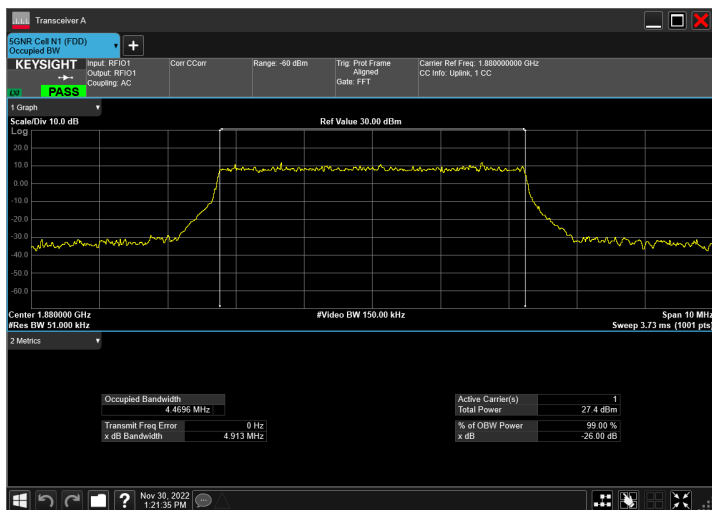 Transceiver A
5GNR Cell N1 (FDD)
Occupied BW
KEYSIGHT
LXI
PASS
Input: RFIO1
Output: RFIO1
Coupling: AC
Corr CCorr
Range: -60 dBm
Trig: Prot Frame
Aligned
Gate: FFT
Carrier Ref Freq: 1.880000000 GHz
CC Info: Uplink, 1 CC
1 Graph
Scale/Div 10.0 dB
Ref Value 30.00 dBm
Log
20.0
10.0
0.00
-10.0
-20.0
-30.0
-40.0
-50.0
-60.0
Center 1.880000 GHz
#Video BW 150.00 kHz
Span 10 MHz
#Res BW 51.000 kHz
Sweep 3.73 ms (1001 pts)
2 Metrics
Occupied Bandwidth
4.4696 MHz
Transmit Freq Error 0 Hz
x dB Bandwidth 4.913 MHz
Active Carrier(s) 1
Total Power 27.4 dBm
% of OBW Power 99.00 %
x dB -26.00 dB
Nov 30, 2022
1:21:35 PM